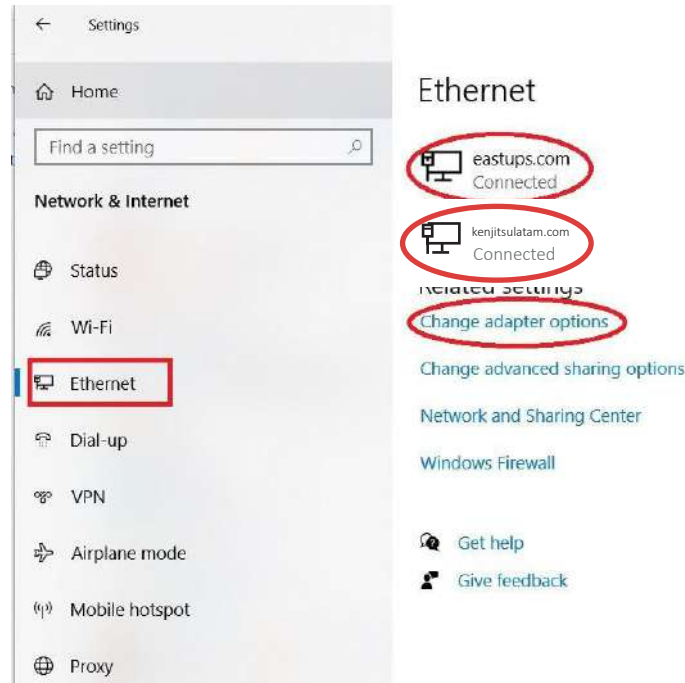 Settings
Home
Find a setting
Network & Internet
Status
Wi-Fi
Ethernet
Dial-up
VPN
Airplane mode
Mobile hotspot
Proxy
Ethernet
eastups.com
Connected
kenjitsulatam.com
Connected
Related settings
Change adapter options
Change advanced sharing options
Network and Sharing Center
Windows Firewall
Get help
Give feedback